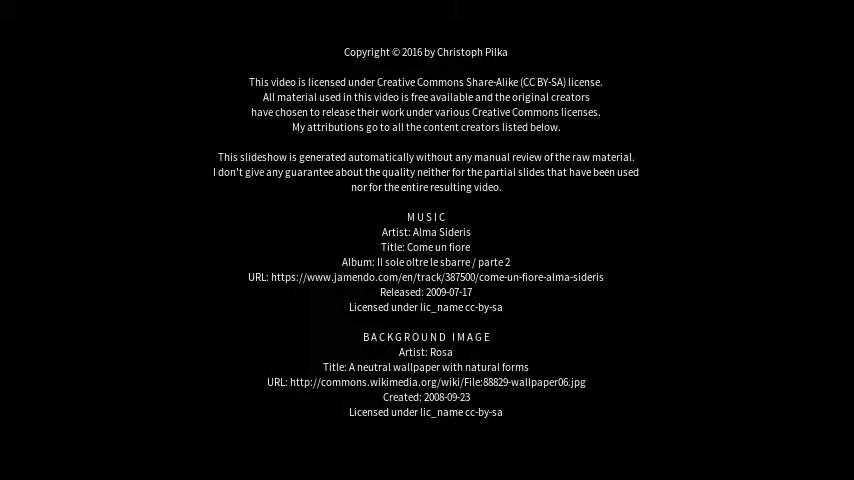 Copyright © 2016 by Christoph Pilka
This video is licensed under Creative Commons Share-Alike (CC BY-SA) license.
All material used in this video is free available and the original creators
have chosen to release their work under various Creative Commons licenses.
My attributions go to all the content creators listed below.
This slideshow is generated automatically without any manual review of the raw material.
I don't give any guarantee about the quality neither for the partial slides that have been used
nor for the entire resulting video.
MUSIC
Artist: Alma Sideris
Title: Come un fiore
Album: Il sole oltre le sbarre / parte 2
URL: https://www.jamendo.com/en/track/387500/come-un-fiore-alma-sideris
Released: 2009-07-17
Licensed under lic_name cc-by-sa
BACKGROUND IMAGE
Artist: Rosa
Title: A neutral wallpaper with natural forms
URL: http://commons.wikimedia.org/wiki/File:88829-wallpaper06.jpg
Created: 2008-09-23
Licensed under lic_name cc-by-sa